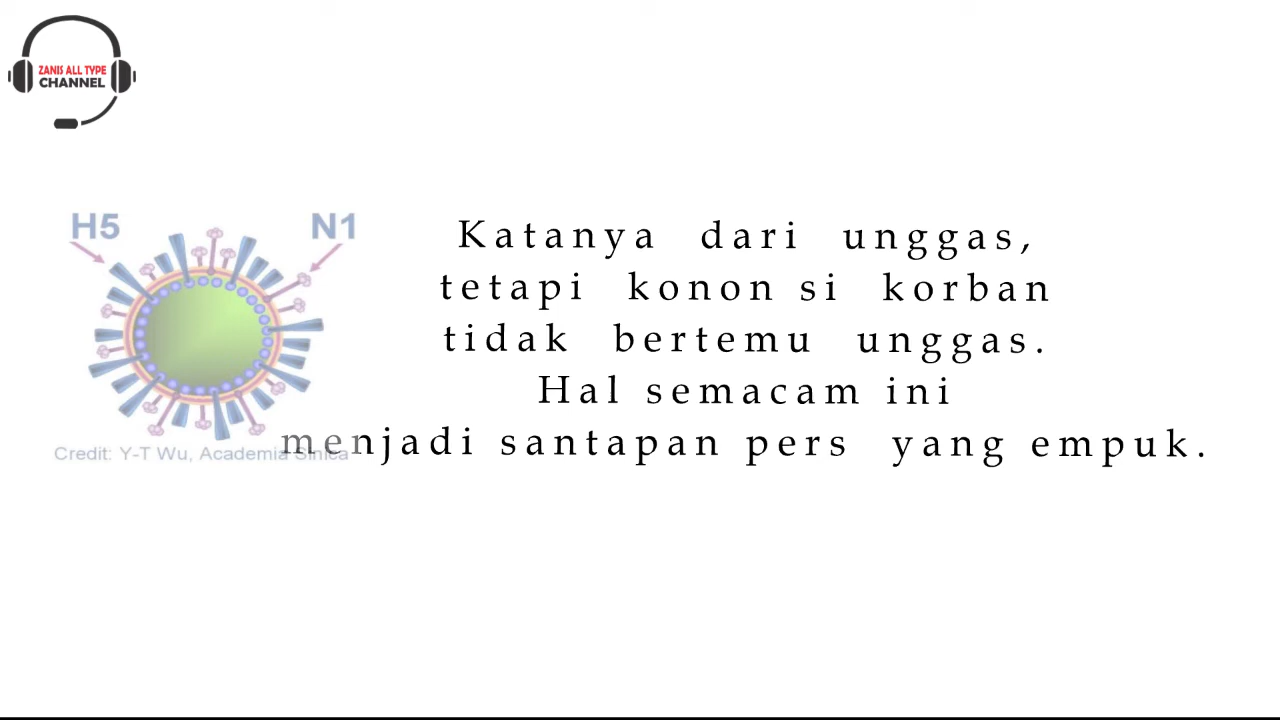 ZANIS ALL TYPE
CHANNEL
H5
N1
Katanya dari unggas,
tetapi konon si korban
tidak bertemu unggas.
Hal semacam ini
menjadi santapan pers yang empuk.
Credit: Y-T Wu, Academia Sinica